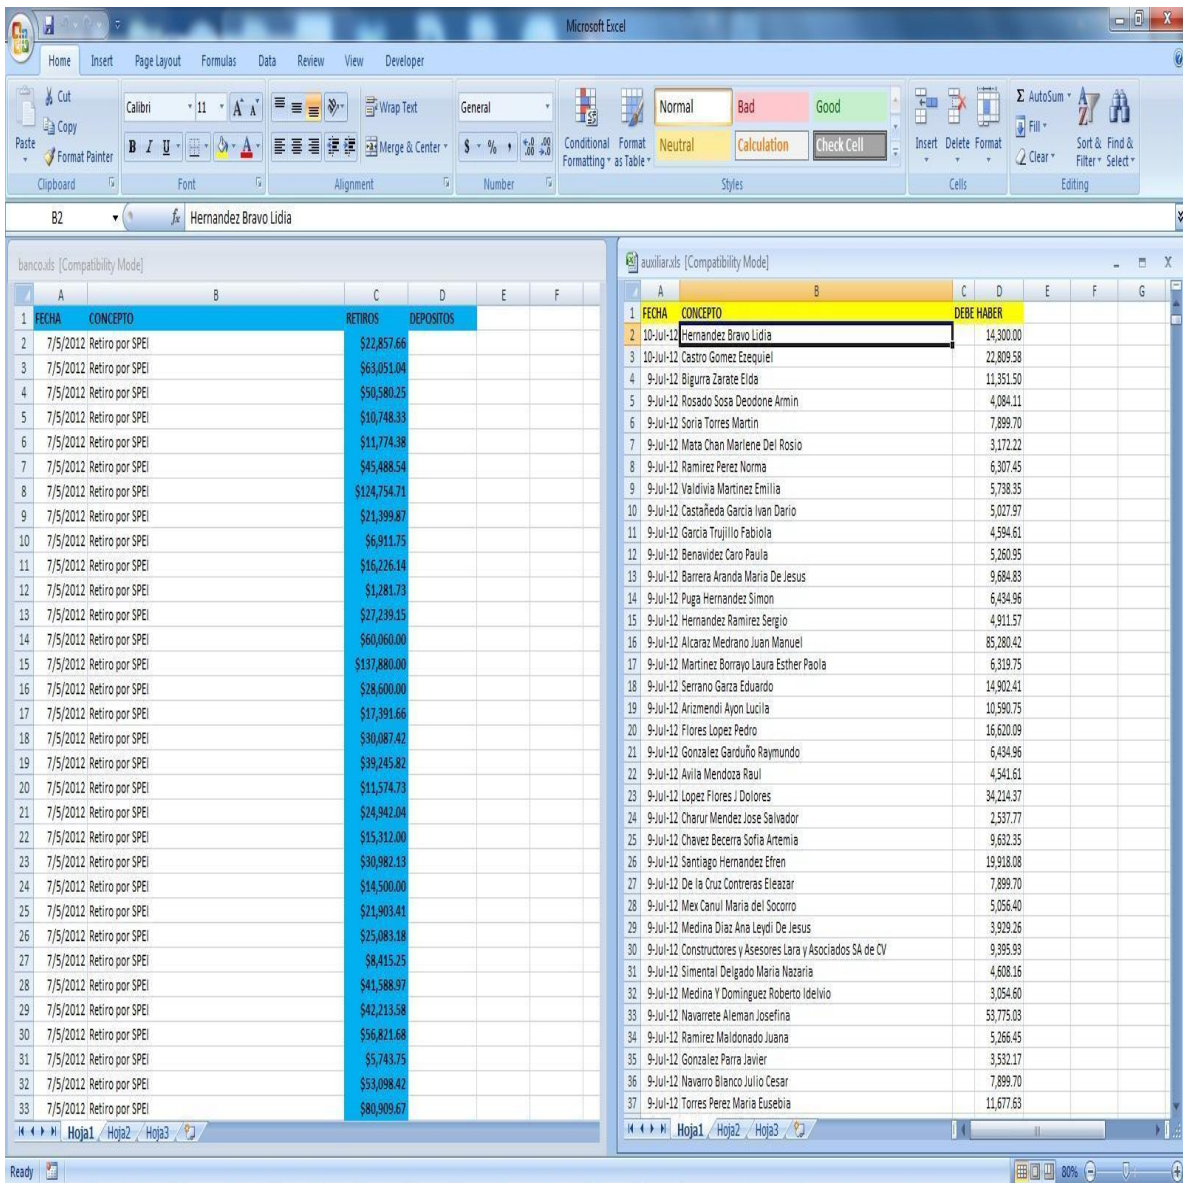 Microsoft Excel
Home Insert Page Layout Formulas Data Review View Developer
Cut
Copy
Format Painter
Paste
Calibri 11
Wrap Text
Merge & Center
General
Conditional Formatting
Format as Table
Normal Bad Good
Neutral Calculation Check Cell
Insert Delete Format
AutoSum
Fill
Clear
Sort & Filter
Find & Select
Clipboard Font Alignment Number Styles Cells Editing
B2 fx Hernandez Bravo Lidia
banco.xls [Compatibility Mode]
A B C D E F
1 FECHA CONCEPTO RETIROS DEPOSITOS
2 7/5/2012 Retiro por SPEI $22,857.66
3 7/5/2012 Retiro por SPEI $63,051.04
4 7/5/2012 Retiro por SPEI $50,580.25
5 7/5/2012 Retiro por SPEI $10,748.33
6 7/5/2012 Retiro por SPEI $11,774.38
7 7/5/2012 Retiro por SPEI $45,488.54
8 7/5/2012 Retiro por SPEI $124,754.71
9 7/5/2012 Retiro por SPEI $21,399.87
10 7/5/2012 Retiro por SPEI $6,911.75
11 7/5/2012 Retiro por SPEI $16,226.14
12 7/5/2012 Retiro por SPEI $1,281.73
13 7/5/2012 Retiro por SPEI $27,239.15
14 7/5/2012 Retiro por SPEI $60,060.00
15 7/5/2012 Retiro por SPEI $137,880.00
16 7/5/2012 Retiro por SPEI $28,600.00
17 7/5/2012 Retiro por SPEI $17,391.66
18 7/5/2012 Retiro por SPEI $30,087.42
19 7/5/2012 Retiro por SPEI $39,245.82
20 7/5/2012 Retiro por SPEI $11,574.73
21 7/5/2012 Retiro por SPEI $24,942.04
22 7/5/2012 Retiro por SPEI $15,312.00
23 7/5/2012 Retiro por SPEI $30,982.13
24 7/5/2012 Retiro por SPEI $14,500.00
25 7/5/2012 Retiro por SPEI $21,903.41
26 7/5/2012 Retiro por SPEI $25,083.18
27 7/5/2012 Retiro por SPEI $8,415.25
28 7/5/2012 Retiro por SPEI $41,588.97
29 7/5/2012 Retiro por SPEI $42,213.58
30 7/5/2012 Retiro por SPEI $56,821.68
31 7/5/2012 Retiro por SPEI $5,743.75
32 7/5/2012 Retiro por SPEI $53,098.42
33 7/5/2012 Retiro por SPEI $80,909.67
Hoja1 Hoja2 Hoja3
auxiliar.xls [Compatibility Mode]
A B C D E F G
1 FECHA CONCEPTO DEBE HABER
2 10-Jul-12 Hernandez Bravo Lidia 14,300.00
3 10-Jul-12 Castro Gomez Ezequiel 22,809.58
4 9-Jul-12 Bigurra Zarate Elda 11,351.50
5 9-Jul-12 Rosado Sosa Deodone Armin 4,084.11
6 9-Jul-12 Soria Torres Martin 7,899.70
7 9-Jul-12 Mata Chan Marlene Del Rosio 3,172.22
8 9-Jul-12 Ramirez Perez Norma 6,307.45
9 9-Jul-12 Valdivia Martinez Emilia 5,738.35
10 9-Jul-12 Castañeda Garcia Ivan Dario 5,027.97
11 9-Jul-12 Garcia Trujillo Fabiola 4,594.61
12 9-Jul-12 Benavidez Caro Paula 5,260.95
13 9-Jul-12 Barrera Aranda Maria De Jesus 9,684.83
14 9-Jul-12 Puga Hernandez Simon 6,434.96
15 9-Jul-12 Hernandez Ramirez Sergio 4,911.57
16 9-Jul-12 Alcaraz Medrano Juan Manuel 85,280.42
17 9-Jul-12 Martinez Borrayo Laura Esther Paola 6,319.75
18 9-Jul-12 Serrano Garza Eduardo 14,902.41
19 9-Jul-12 Arizmendi Ayon Lucila 10,590.75
20 9-Jul-12 Flores Lopez Pedro 16,620.09
21 9-Jul-12 Gonzalez Garduño Raymundo 6,434.96
22 9-Jul-12 Avila Mendoza Raul 4,541.61
23 9-Jul-12 Lopez Flores J Dolores 34,214.37
24 9-Jul-12 Charur Mendez Jose Salvador 2,537.77
25 9-Jul-12 Chavez Becerra Sofia Artemia 9,632.35
26 9-Jul-12 Santiago Hernandez Efren 19,918.08
27 9-Jul-12 De la Cruz Contreras Eleazar 7,899.70
28 9-Jul-12 Mex Canul Maria del Socorro 5,056.40
29 9-Jul-12 Medina Diaz Ana Leydi De Jesus 3,929.26
30 9-Jul-12 Constructores y Asesores Lara y Asociados SA de CV 9,395.93
31 9-Jul-12 Simental Delgado Maria Nazaria 4,608.16
32 9-Jul-12 Medina Y Dominguez Roberto Idelvio 3,054.60
33 9-Jul-12 Navarrete Aleman Josefina 53,775.03
34 9-Jul-12 Ramirez Maldonado Juana 5,266.45
35 9-Jul-12 Gonzalez Parra Javier 3,532.17
36 9-Jul-12 Navarro Blanco Julio Cesar 7,899.70
37 9-Jul-12 Torres Perez Maria Eusebia 11,677.63
Hoja1 Hoja2 Hoja3
Ready 80%